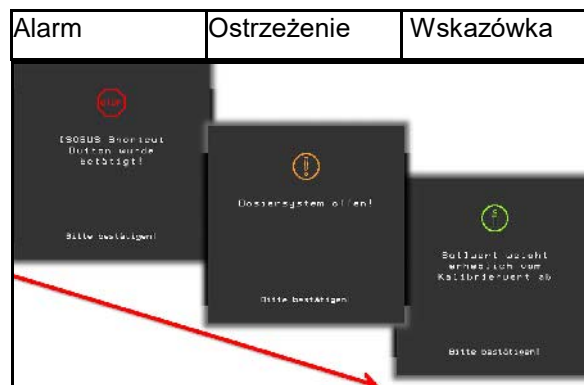 Alarm
Ostrzeżenie
Wskazówka
STOP
ISOBUS Shortcut
Button wurde
betätigt!
Bitte bestätigen!
Dosiersystem offen!
Bitte bestätigen!
Sollwert weicht
erheblich vom
Kalibrierwert ab
Bitte bestätigen!